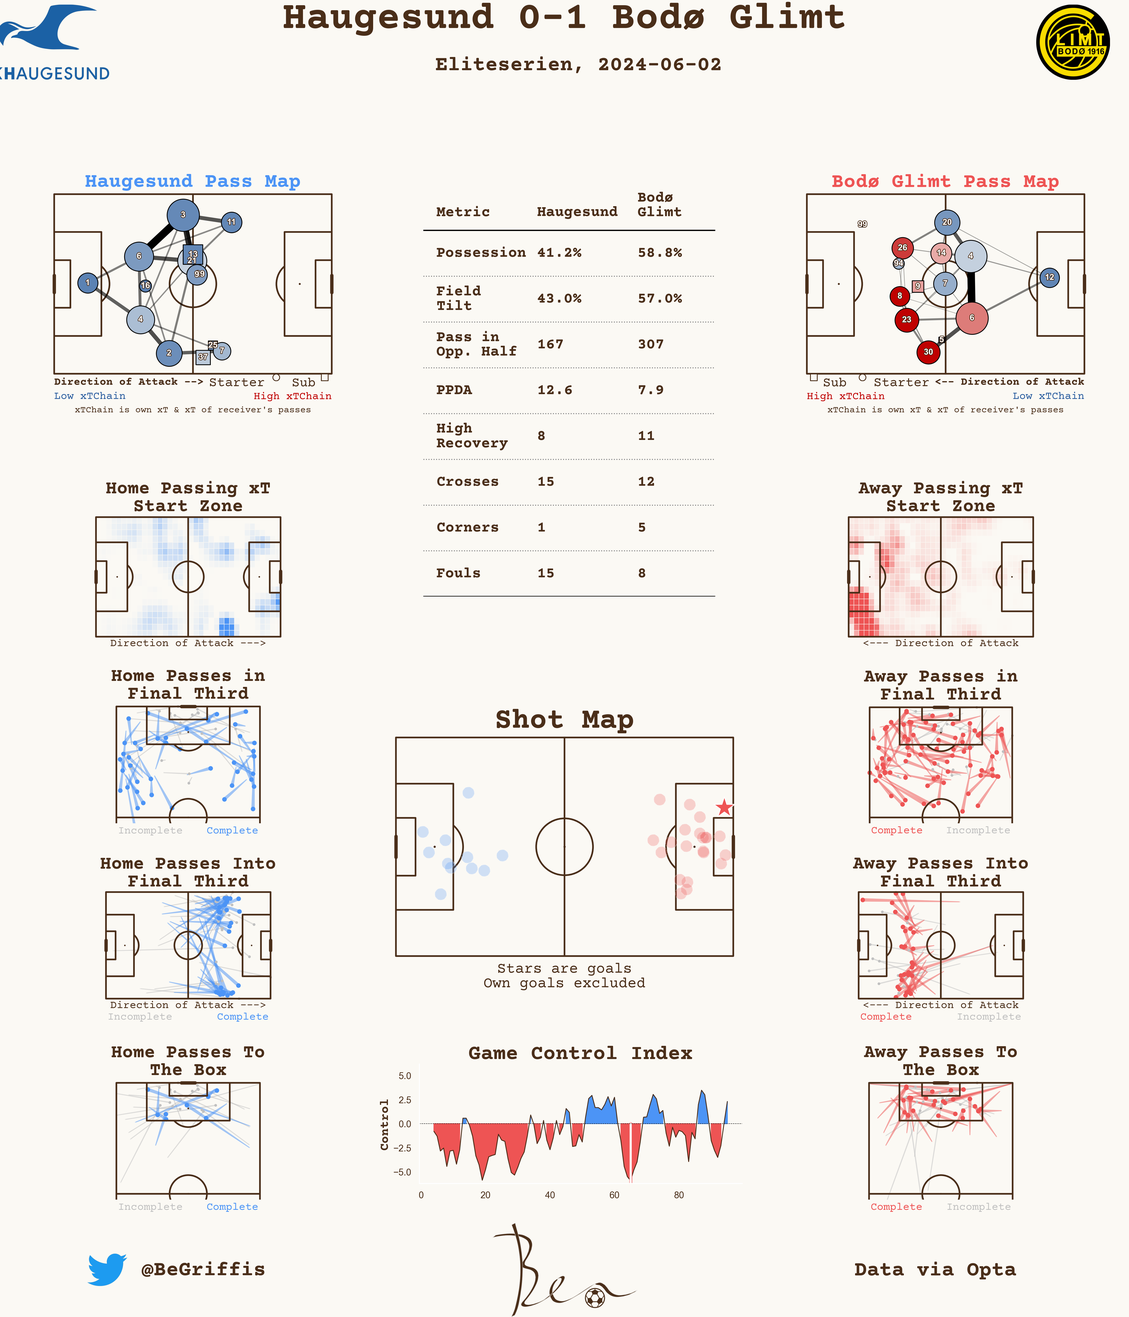 Haugesund 0-1 Bodø Glimt
Eliteserien, 2024-06-02
KHAUGESUND
GLIMT
BODØ 1916
Haugesund Pass Map
3
11
6
13
21
99
1
16
4
2
25
37
7
Direction of Attack --> Starter Sub
Low xTChain High xTChain
xTChain is own xT & xT of receiver's passes
Metric Haugesund Bodø Glimt
Possession 41.2% 58.8%
Field Tilt 43.0% 57.0%
Pass in Opp. Half 167 307
PPDA 12.6 7.9
High Recovery 8 11
Crosses 15 12
Corners 1 5
Fouls 15 8
Bodø Glimt Pass Map
99
20
26
14
4
94
12
7
9
8
23
6
5
30
Sub Starter <-- Direction of Attack
High xTChain Low xTChain
xTChain is own xT & xT of receiver's passes
Home Passing xT
Start Zone
Direction of Attack --->
Away Passing xT
Start Zone
<--- Direction of Attack
Home Passes in
Final Third
Incomplete Complete
Away Passes in
Final Third
Complete Incomplete
Shot Map
Stars are goals
Own goals excluded
Home Passes Into
Final Third
Direction of Attack --->
Incomplete Complete
Away Passes Into
Final Third
<--- Direction of Attack
Complete Incomplete
Home Passes To
The Box
Incomplete Complete
Game Control Index
Control
5.0
2.5
0.0
−2.5
−5.0
0 20 40 60 80
Away Passes To
The Box
Complete Incomplete
@BeGriffis
Bea
Data via Opta